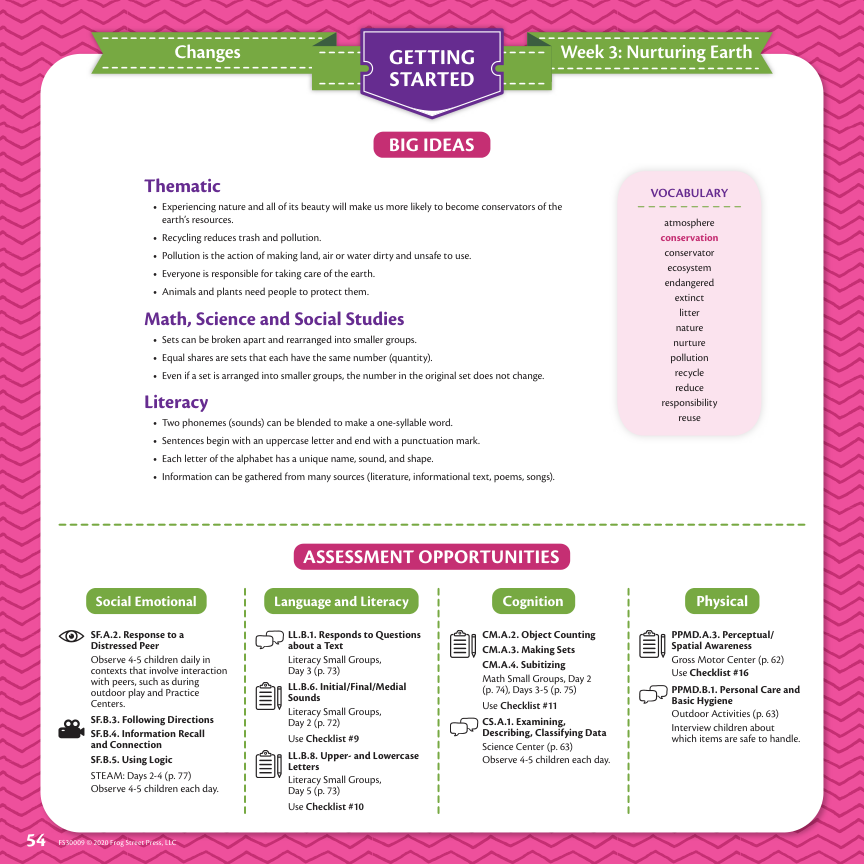 Changes
GETTING
STARTED
Week 3: Nurturing Earth
BIG IDEAS
Thematic
• Experiencing nature and all of its beauty will make us more likely to become conservators of the
earth's resources.
• Recycling reduces trash and pollution.
• Pollution is the action of making land, air or water dirty and unsafe to use.
• Everyone is responsible for taking care of the earth.
• Animals and plants need people to protect them.
Math, Science and Social Studies
• Sets can be broken apart and rearranged into smaller groups.
• Equal shares are sets that each have the same number (quantity).
• Even if a set is arranged into smaller groups, the number in the original set does not change.
Literacy
• Two phonemes (sounds) can be blended to make a one-syllable word.
• Sentences begin with an uppercase letter and end with a punctuation mark.
• Each letter of the alphabet has a unique name, sound, and shape.
• Information can be gathered from many sources (literature, informational text, poems, songs).
VOCABULARY
atmosphere
conservation
conservator
ecosystem
endangered
extinct
litter
nature
nurture
pollution
recycle
reduce
responsibility
reuse
ASSESSMENT OPPORTUNITIES
Social Emotional
SF.A.2. Response to a
Distressed Peer
Observe 4-5 children daily in
contexts that involve interaction
with peers, such as during
outdoor play and Practice
Centers.
SF.B.3. Following Directions
SF.B.4. Information Recall
and Connection
SF.B.5. Using Logic
STEAM: Days 2-4 (p. 77)
Observe 4-5 children each day.
Language and Literacy
LL.B.1. Responds to Questions
about a Text
Literacy Small Groups,
Day 3 (p. 73)
LL.B.6. Initial/Final/Medial
Sounds
Literacy Small Groups,
Day 2 (p. 72)
Use Checklist #9
LL.B.8. Upper- and Lowercase
Letters
Literacy Small Groups,
Day 5 (p. 73)
Use Checklist #10
Cognition
CM.A.2. Object Counting
CM.A.3. Making Sets
CM.A.4. Subitizing
Math Small Groups, Day 2
(p. 74), Days 3-5 (p. 75)
Use Checklist #11
CS.A.1. Examining,
Describing, Classifying Data
Science Center (p. 63)
Observe 4-5 children each day.
Physical
PPMD.A.3. Perceptual/
Spatial Awareness
Gross Motor Center (p. 62)
Use Checklist #16
PPMD.B.1. Personal Care and
Basic Hygiene
Outdoor Activities (p. 63)
Interview children about
which items are safe to handle.
54 FS30009 © 2020 Frog Street Press, LLC